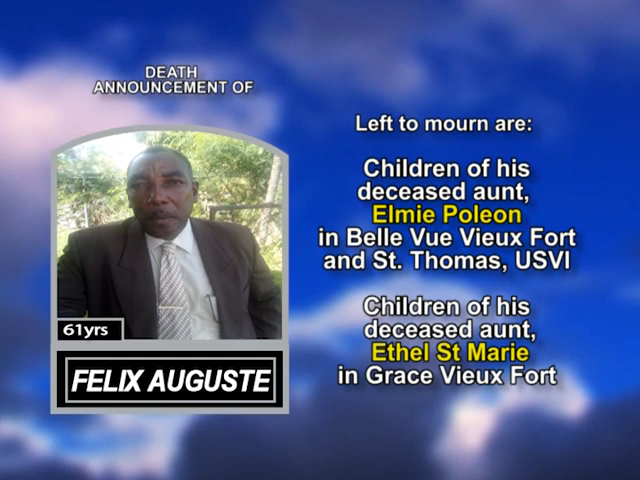 DEATH
ANNOUNCEMENT OF
61yrs
FELIX AUGUSTE
Left to mourn are:
Children of his
deceased aunt,
Elmie Poleon
in Belle Vue Vieux Fort
and St. Thomas, USVI
Children of his
deceased aunt,
Ethel St Marie
in Grace Vieux Fort